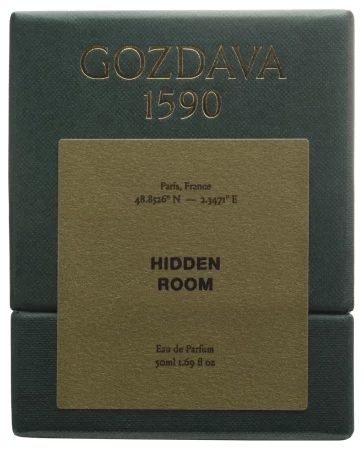 GOZDAVA
1590
Paris, France
48.8526° N — 2.3471° E
HIDDEN
ROOM
Eau de Parfum
50ml 1.69 fl oz